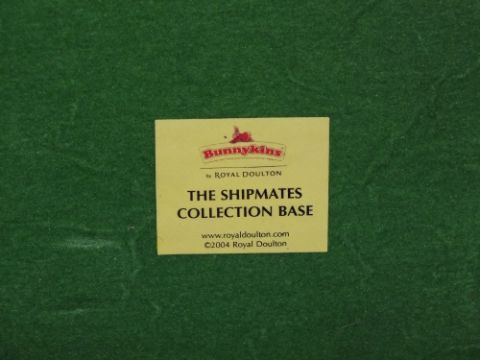 Bunnykins
by ROYAL DOULTON
THE SHIPMATES
COLLECTION BASE
www.royaldoulton.com
©2004 Royal Doulton